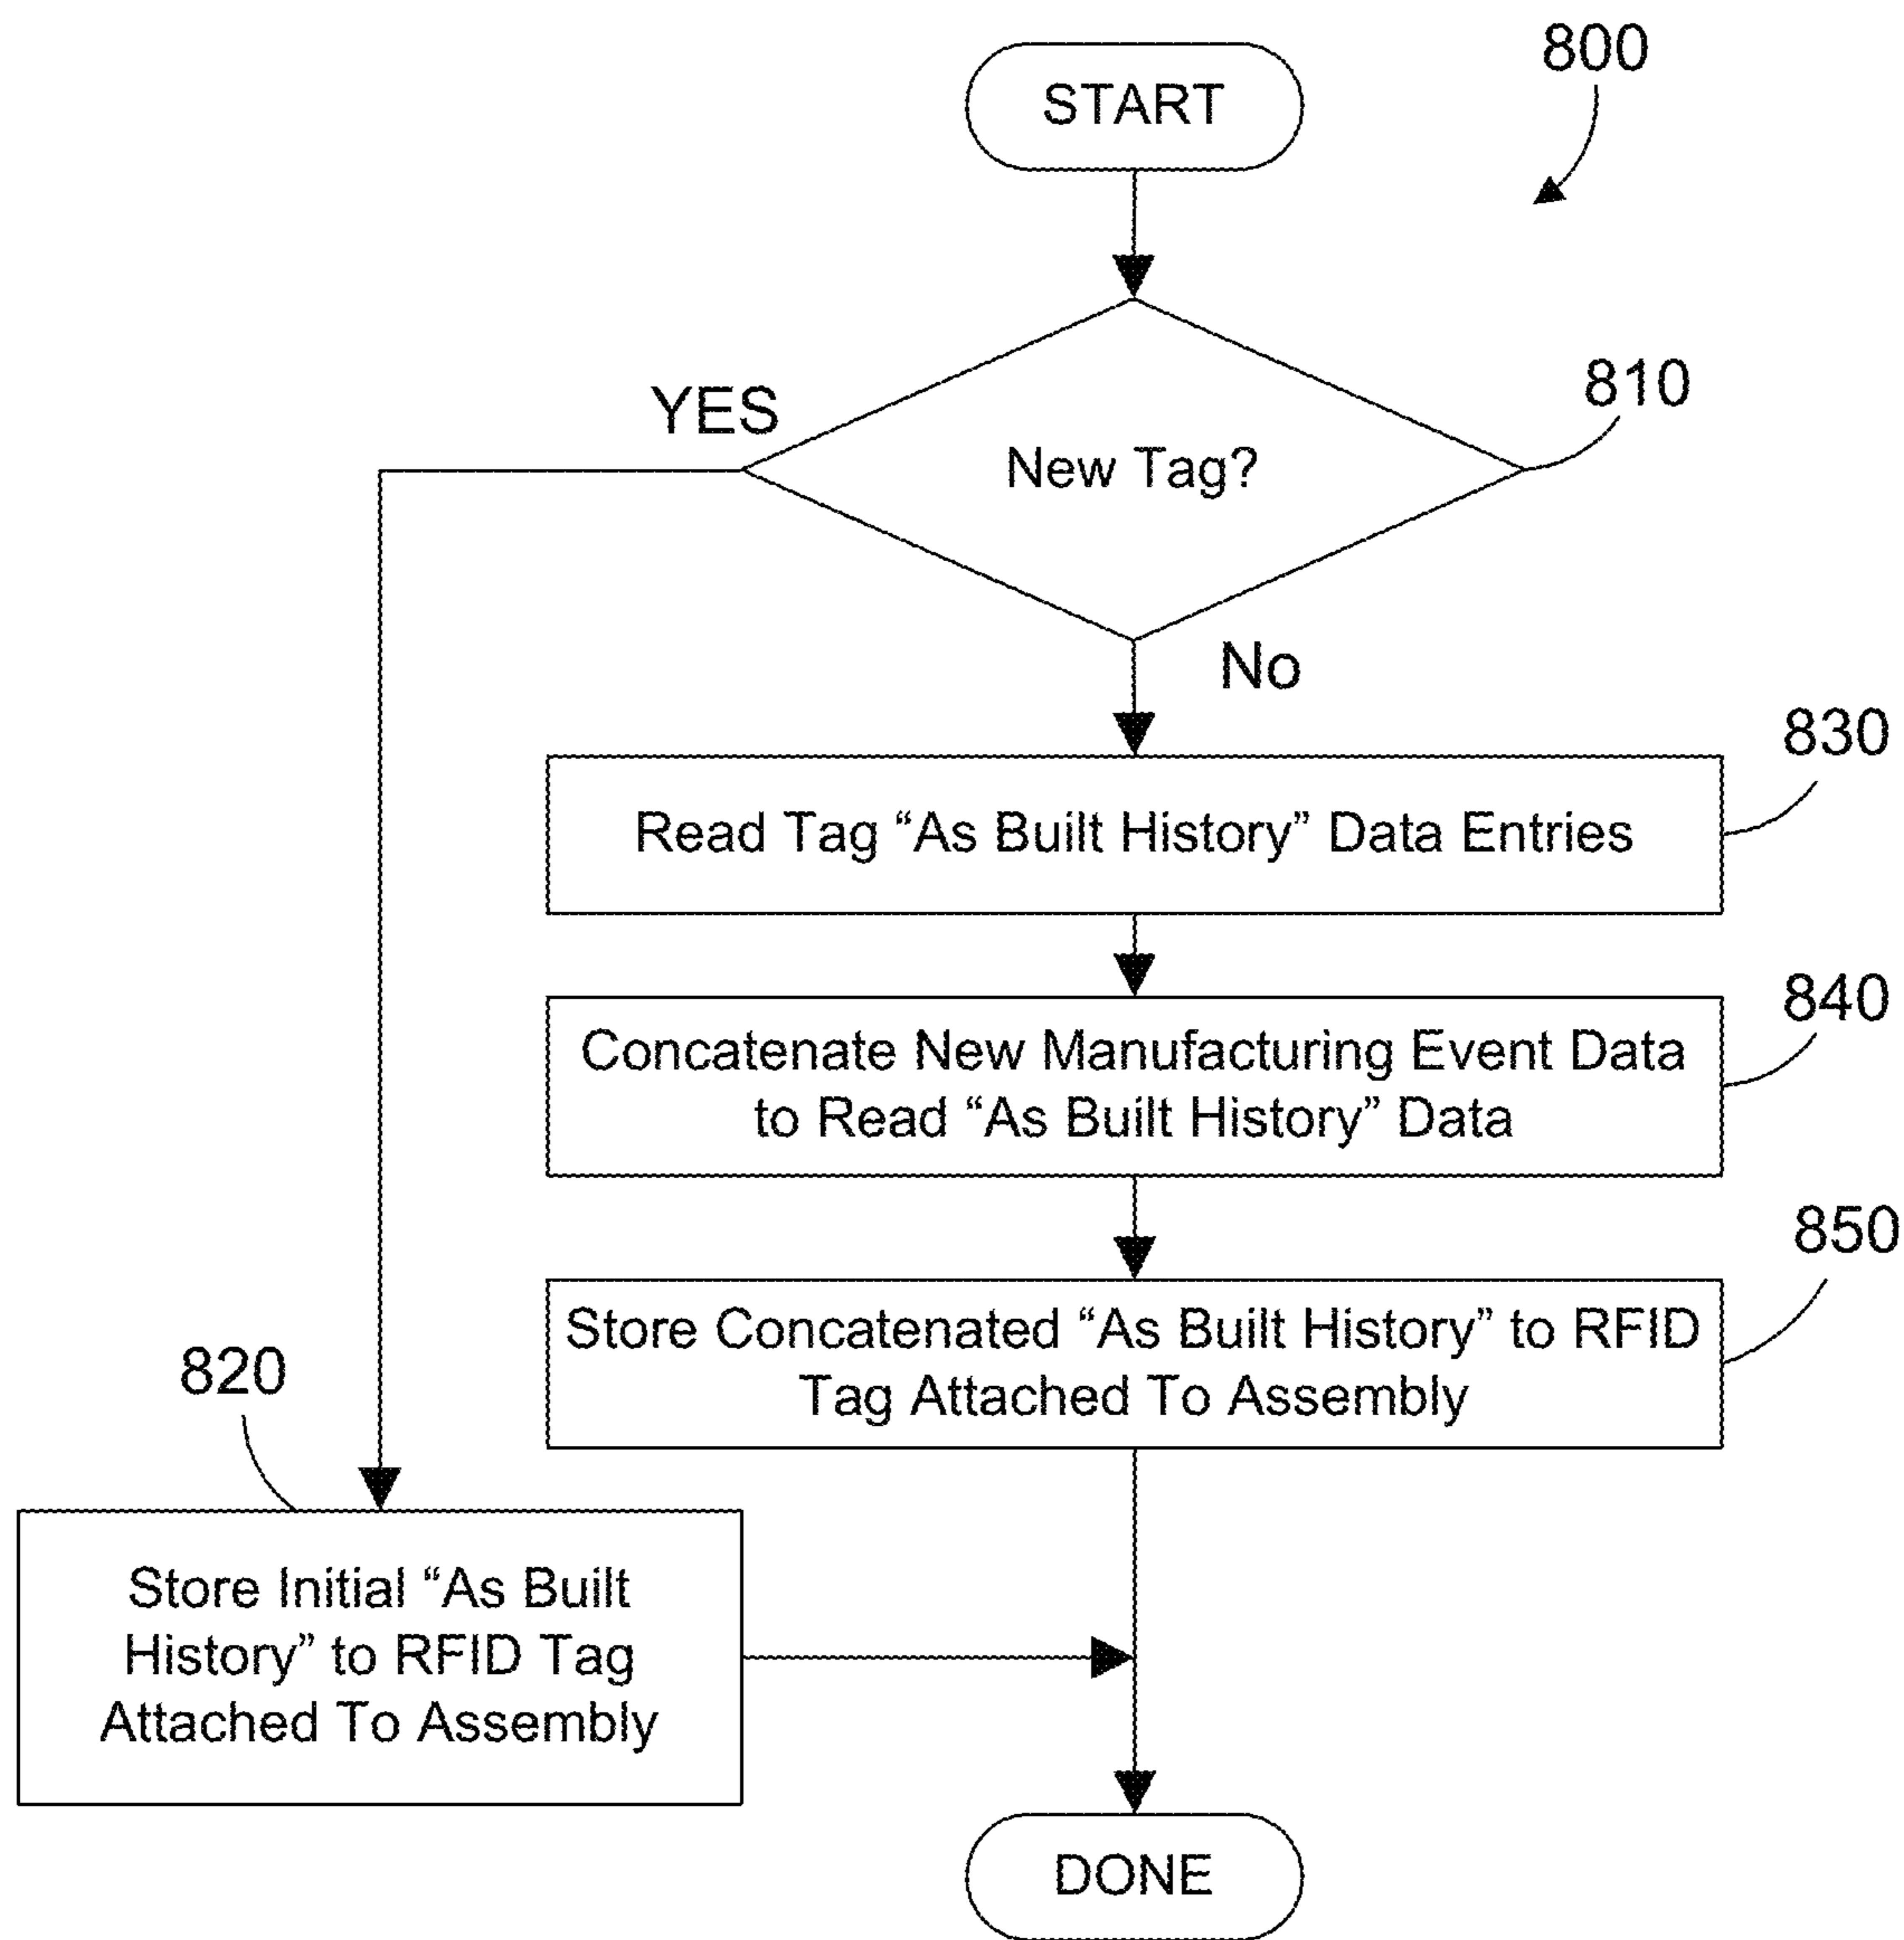 800
START
810
YES
New Tag?
No
830
Read Tag “As Built History” Data Entries
840
Concatenate New Manufacturing Event Data
to Read “As Built History” Data
850
Store Concatenated “As Built History” to RFID
Tag Attached To Assembly
820
Store Initial “As Built
History” to RFID Tag
Attached To Assembly
DONE